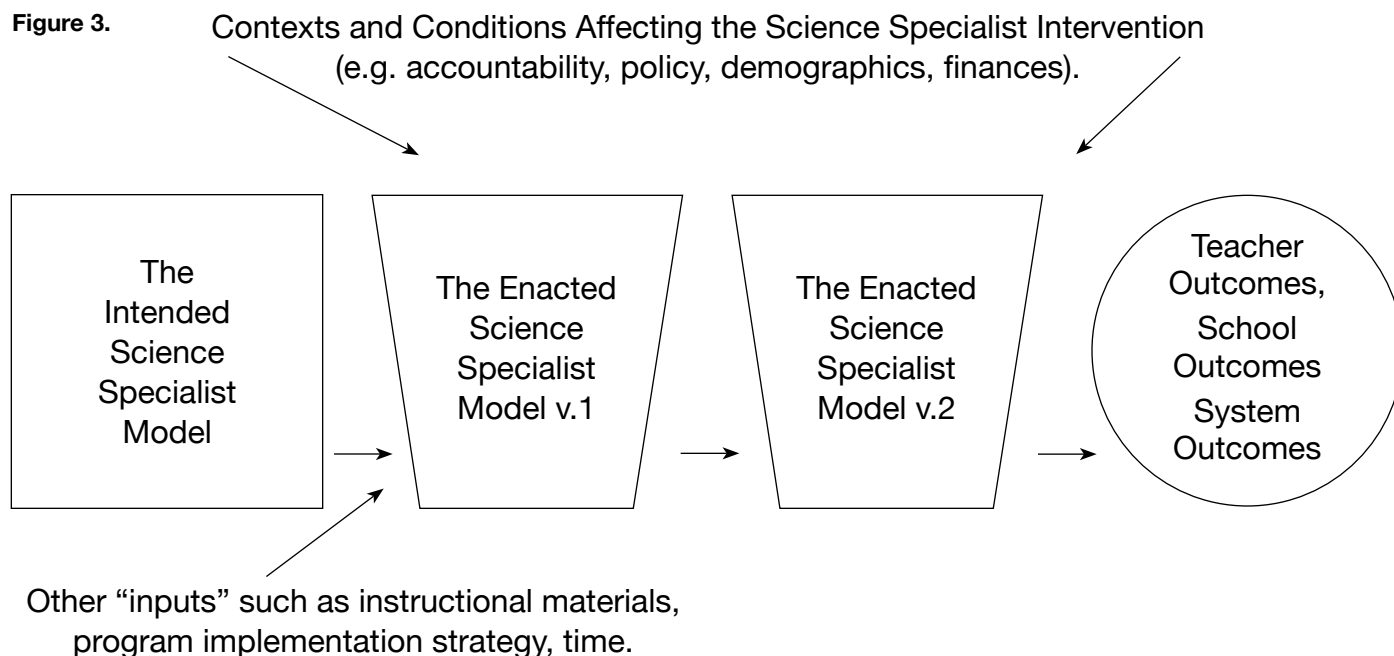 Figure 3.
Contexts and Conditions Affecting the Science Specialist Intervention
(e.g. accountability, policy, demographics, finances).
The
Intended
Science
Specialist
Model
The Enacted
Science
Specialist
Model v.1
The Enacted
Science
Specialist
Model v.2
Teacher
Outcomes,
School
Outcomes
System
Outcomes
Other “inputs” such as instructional materials,
program implementation strategy, time.